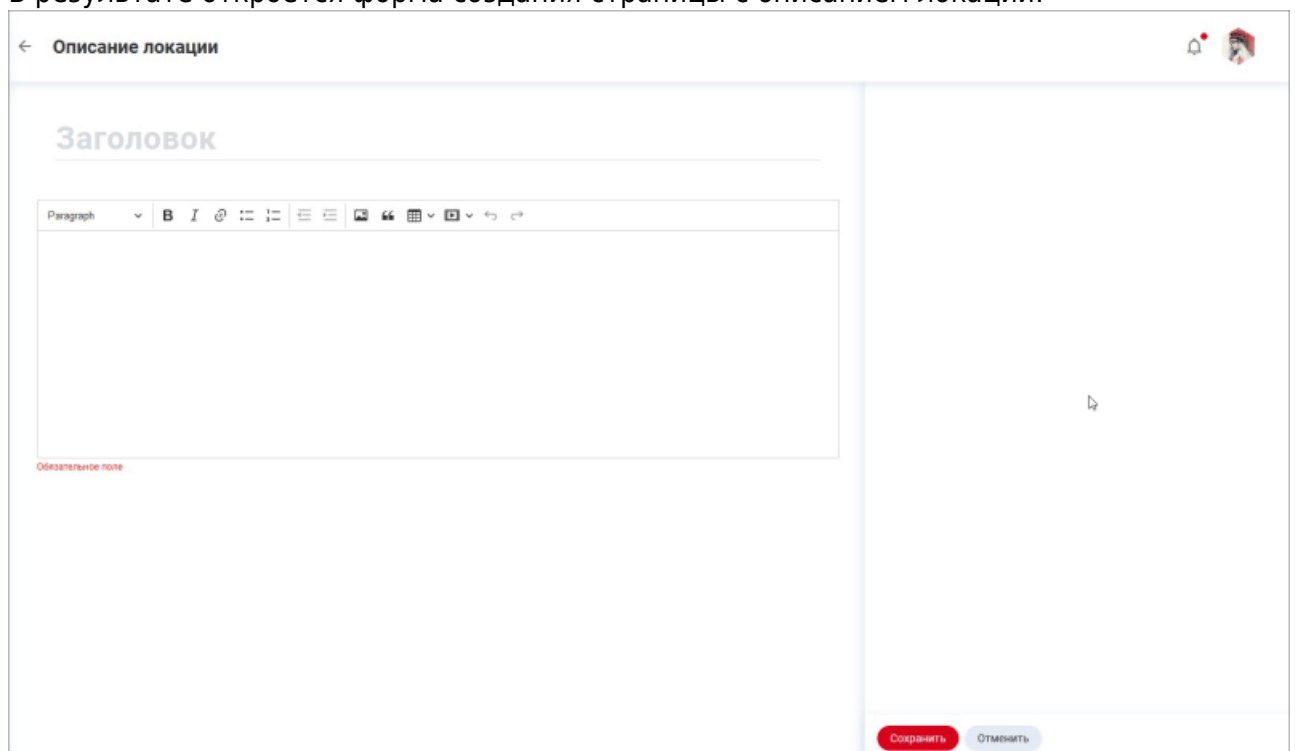 В результате откроется форма создания страницы с описанием локации.
Описание локации
Заголовок
Paragraph
Обязательное поле
Сохранить Отменить